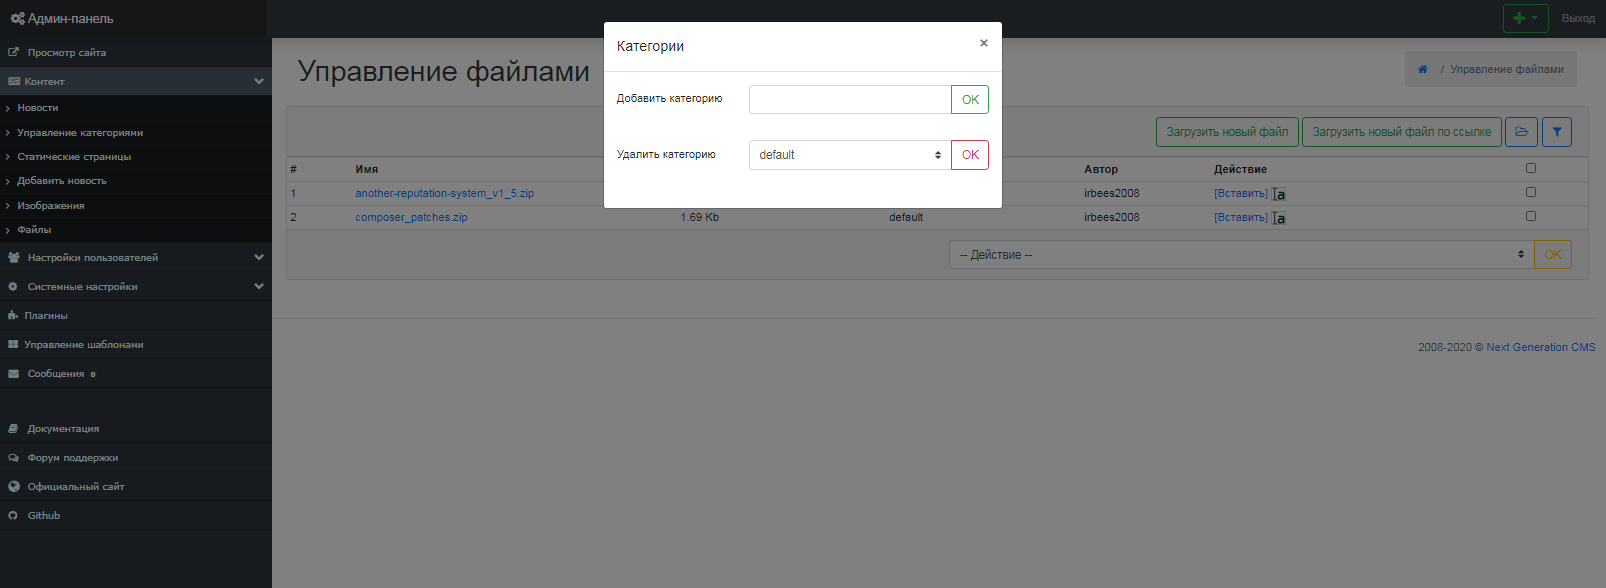 Админ-панель
Выход
Просмотр сайта
Контент
Новости
Управление категориями
Статические страницы
Добавить новость
Изображения
Файлы
Настройки пользователей
Системные настройки
Плагины
Управление шаблонами
Сообщения 0
Документация
Форум поддержки
Официальный сайт
Github
Управление файлами
/ Управление файлами
Категории ×
Добавить категорию OK
Удалить категорию default OK
Загрузить новый файл Загрузить новый файл по ссылке
# Имя Автор Действие
1 another-reputation-system_v1_5.zip irbees2008 [Вставить] a
2 composer_patches.zip 1.69 Kb default irbees2008 [Вставить] a
-- Действие -- OK
2008-2020 © Next Generation CMS